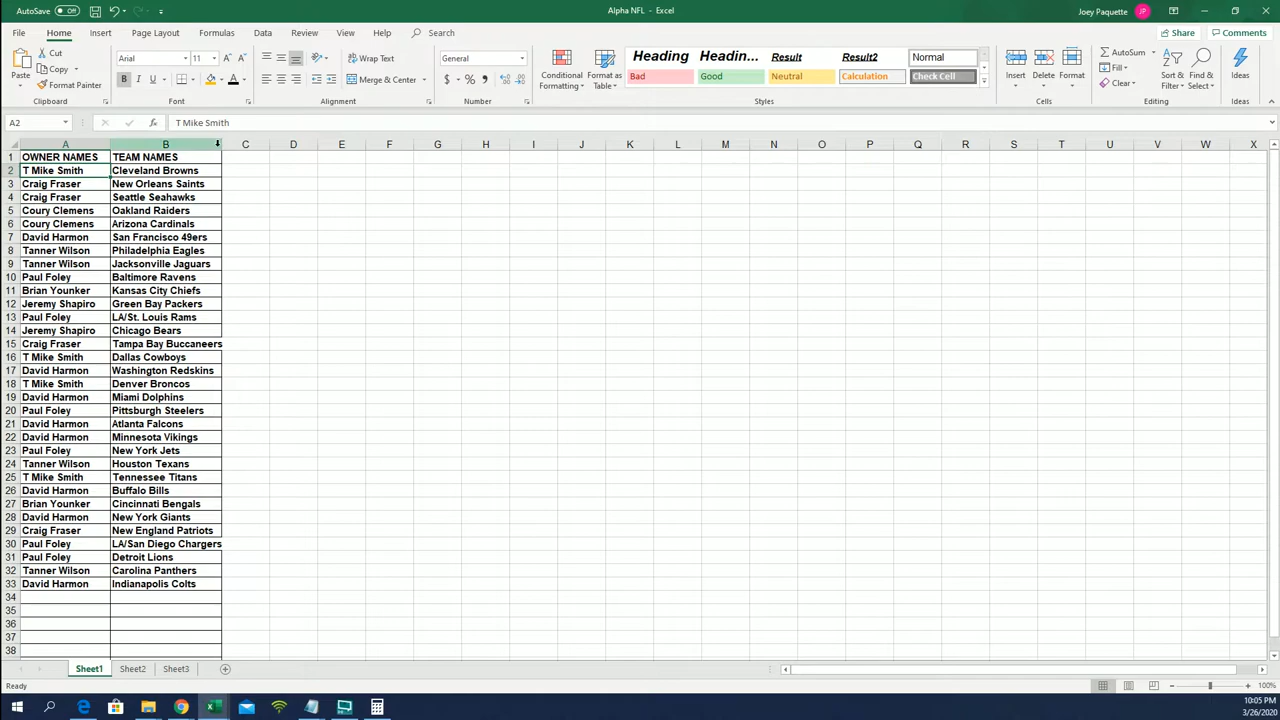 AutoSave Off Alpha NFL - Excel Joey Paquette JP
File Home Insert Page Layout Formulas Data Review View Help Search Share Comments
Paste Cut Copy Format Painter Clipboard
Arial 11 A A B I U A Font
Wrap Text Merge & Center Alignment
General $ % , Number
Conditional Formatting Format as Table
Heading Headin... Result Result2 Normal
Bad Good Neutral Calculation Check Cell
Styles
Insert Delete Format Cells
AutoSum Fill Clear Sort & Filter Find & Select Editing
Ideas Ideas
A2 fx T Mike Smith
A B C D E F G H I J K L M N O P Q R S T U V W X
1 OWNER NAMES TEAM NAMES
2 T Mike Smith Cleveland Browns
3 Craig Fraser New Orleans Saints
4 Craig Fraser Seattle Seahawks
5 Coury Clemens Oakland Raiders
6 Coury Clemens Arizona Cardinals
7 David Harmon San Francisco 49ers
8 Tanner Wilson Philadelphia Eagles
9 Tanner Wilson Jacksonville Jaguars
10 Paul Foley Baltimore Ravens
11 Brian Younker Kansas City Chiefs
12 Jeremy Shapiro Green Bay Packers
13 Paul Foley LA/St. Louis Rams
14 Jeremy Shapiro Chicago Bears
15 Craig Fraser Tampa Bay Buccaneers
16 T Mike Smith Dallas Cowboys
17 David Harmon Washington Redskins
18 T Mike Smith Denver Broncos
19 David Harmon Miami Dolphins
20 Paul Foley Pittsburgh Steelers
21 David Harmon Atlanta Falcons
22 David Harmon Minnesota Vikings
23 Paul Foley New York Jets
24 Tanner Wilson Houston Texans
25 T Mike Smith Tennessee Titans
26 David Harmon Buffalo Bills
27 Brian Younker Cincinnati Bengals
28 David Harmon New York Giants
29 Craig Fraser New England Patriots
30 Paul Foley LA/San Diego Chargers
31 Paul Foley Detroit Lions
32 Tanner Wilson Carolina Panthers
33 David Harmon Indianapolis Colts
34
35
36
37
38
Sheet1 Sheet2 Sheet3
Ready 100%
10:05 PM
3/26/2020